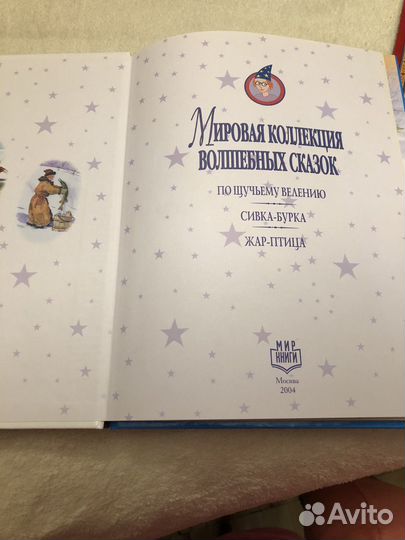 МИРОВАЯ КОЛЛЕКЦИЯ
ВОЛШЕБНЫХ СКАЗОК
ПО ЩУЧЬЕМУ ВЕЛЕНИЮ
СИВКА-БУРКА
ЖАР-ПТИЦА
МИР
КНИГИ
Москва
2004
Avito